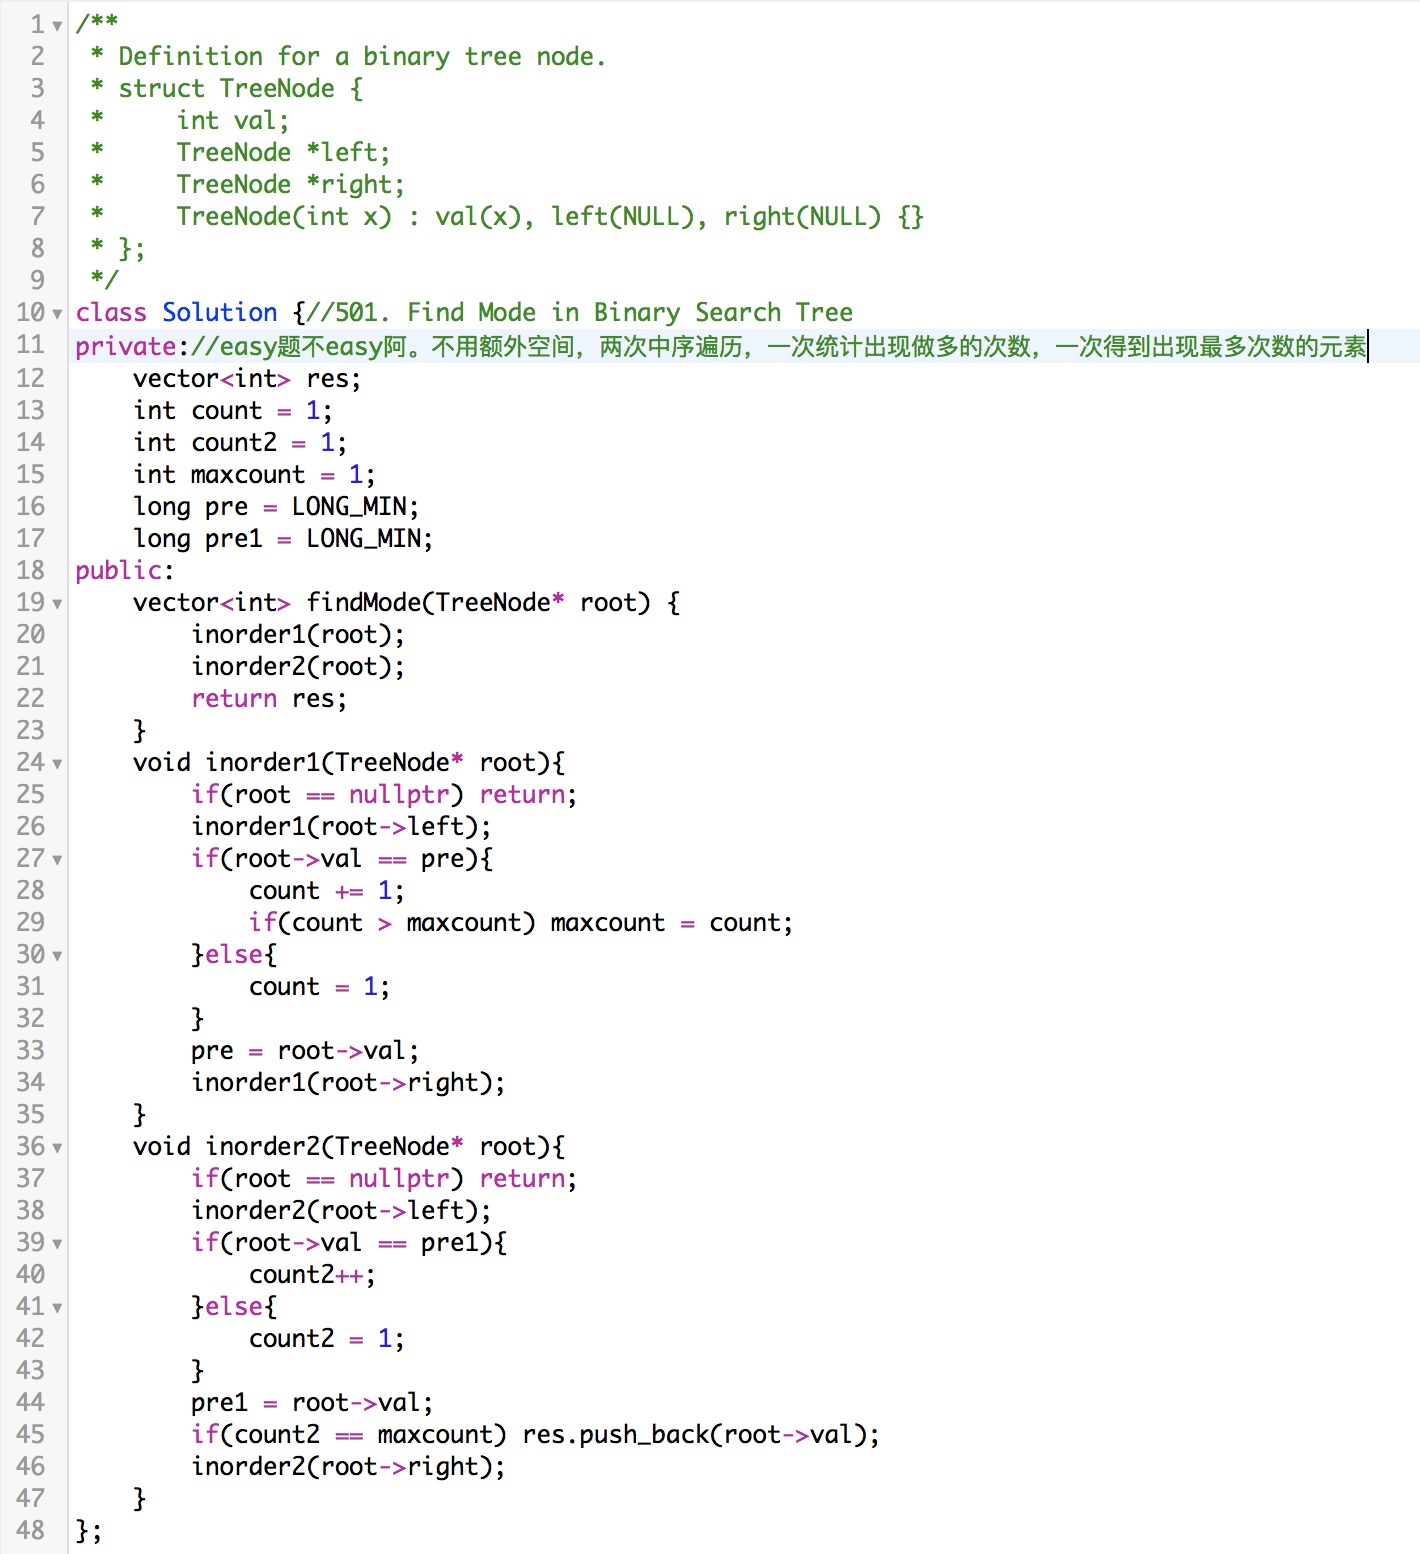 1 /**
2  * Definition for a binary tree node.
3  * struct TreeNode {
4  *     int val;
5  *     TreeNode *left;
6  *     TreeNode *right;
7  *     TreeNode(int x) : val(x), left(NULL), right(NULL) {}
8  * };
9  */
10 class Solution {//501. Find Mode in Binary Search Tree
11 private://easy题不easy阿。不用额外空间，两次中序遍历，一次统计出现做多的次数，一次得到出现最多次数的元素
12     vector<int> res;
13     int count = 1;
14     int count2 = 1;
15     int maxcount = 1;
16     long pre = LONG_MIN;
17     long pre1 = LONG_MIN;
18 public:
19     vector<int> findMode(TreeNode* root) {
20         inorder1(root);
21         inorder2(root);
22         return res;
23     }
24     void inorder1(TreeNode* root){
25           if(root == nullptr) return;
26         inorder1(root->left);
27         if(root->val == pre){
28             count += 1;
29             if(count > maxcount) maxcount = count;
30         }else{
31             count = 1;
32         }
33         pre = root->val;
34         inorder1(root->right);
35     }
36     void inorder2(TreeNode* root){
37         if(root == nullptr) return;
38         inorder2(root->left);
39         if(root->val == pre1){
40             count2++;
41         }else{
42             count2 = 1;
43         }
44         pre1 = root->val;
45         if(count2 == maxcount) res.push_back(root->val);
46         inorder2(root->right);
47     }
48 };